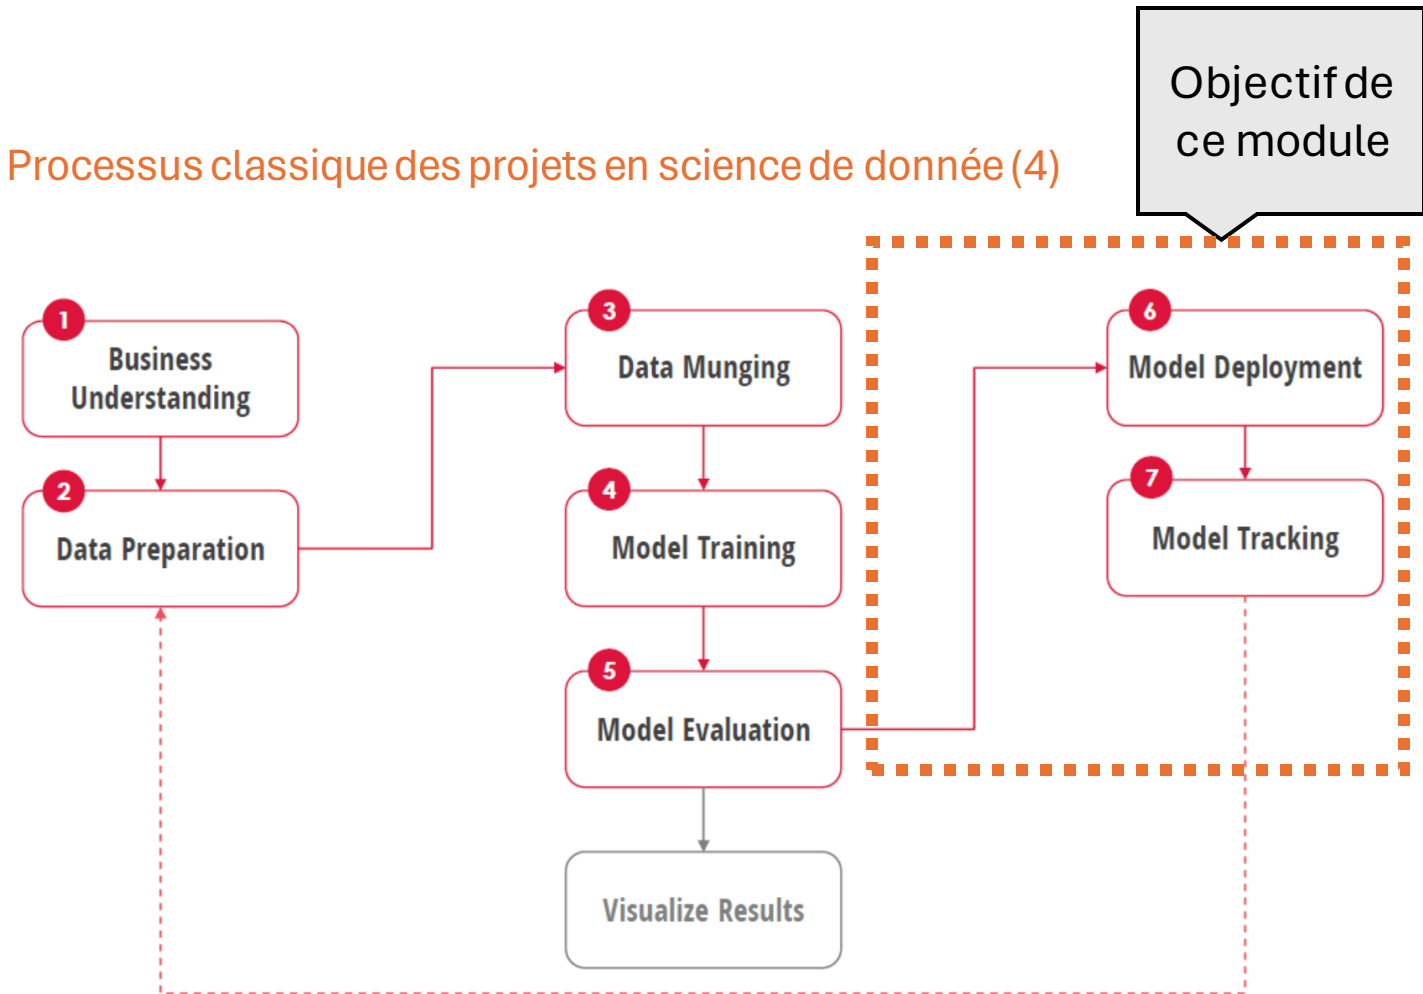 Objectif de
ce module
Processus classique des projets en science de donnée (4)
1
Business
Understanding
2
Data Preparation
3
Data Munging
4
Model Training
5
Model Evaluation
Visualize Results
6
Model Deployment
7
Model Tracking